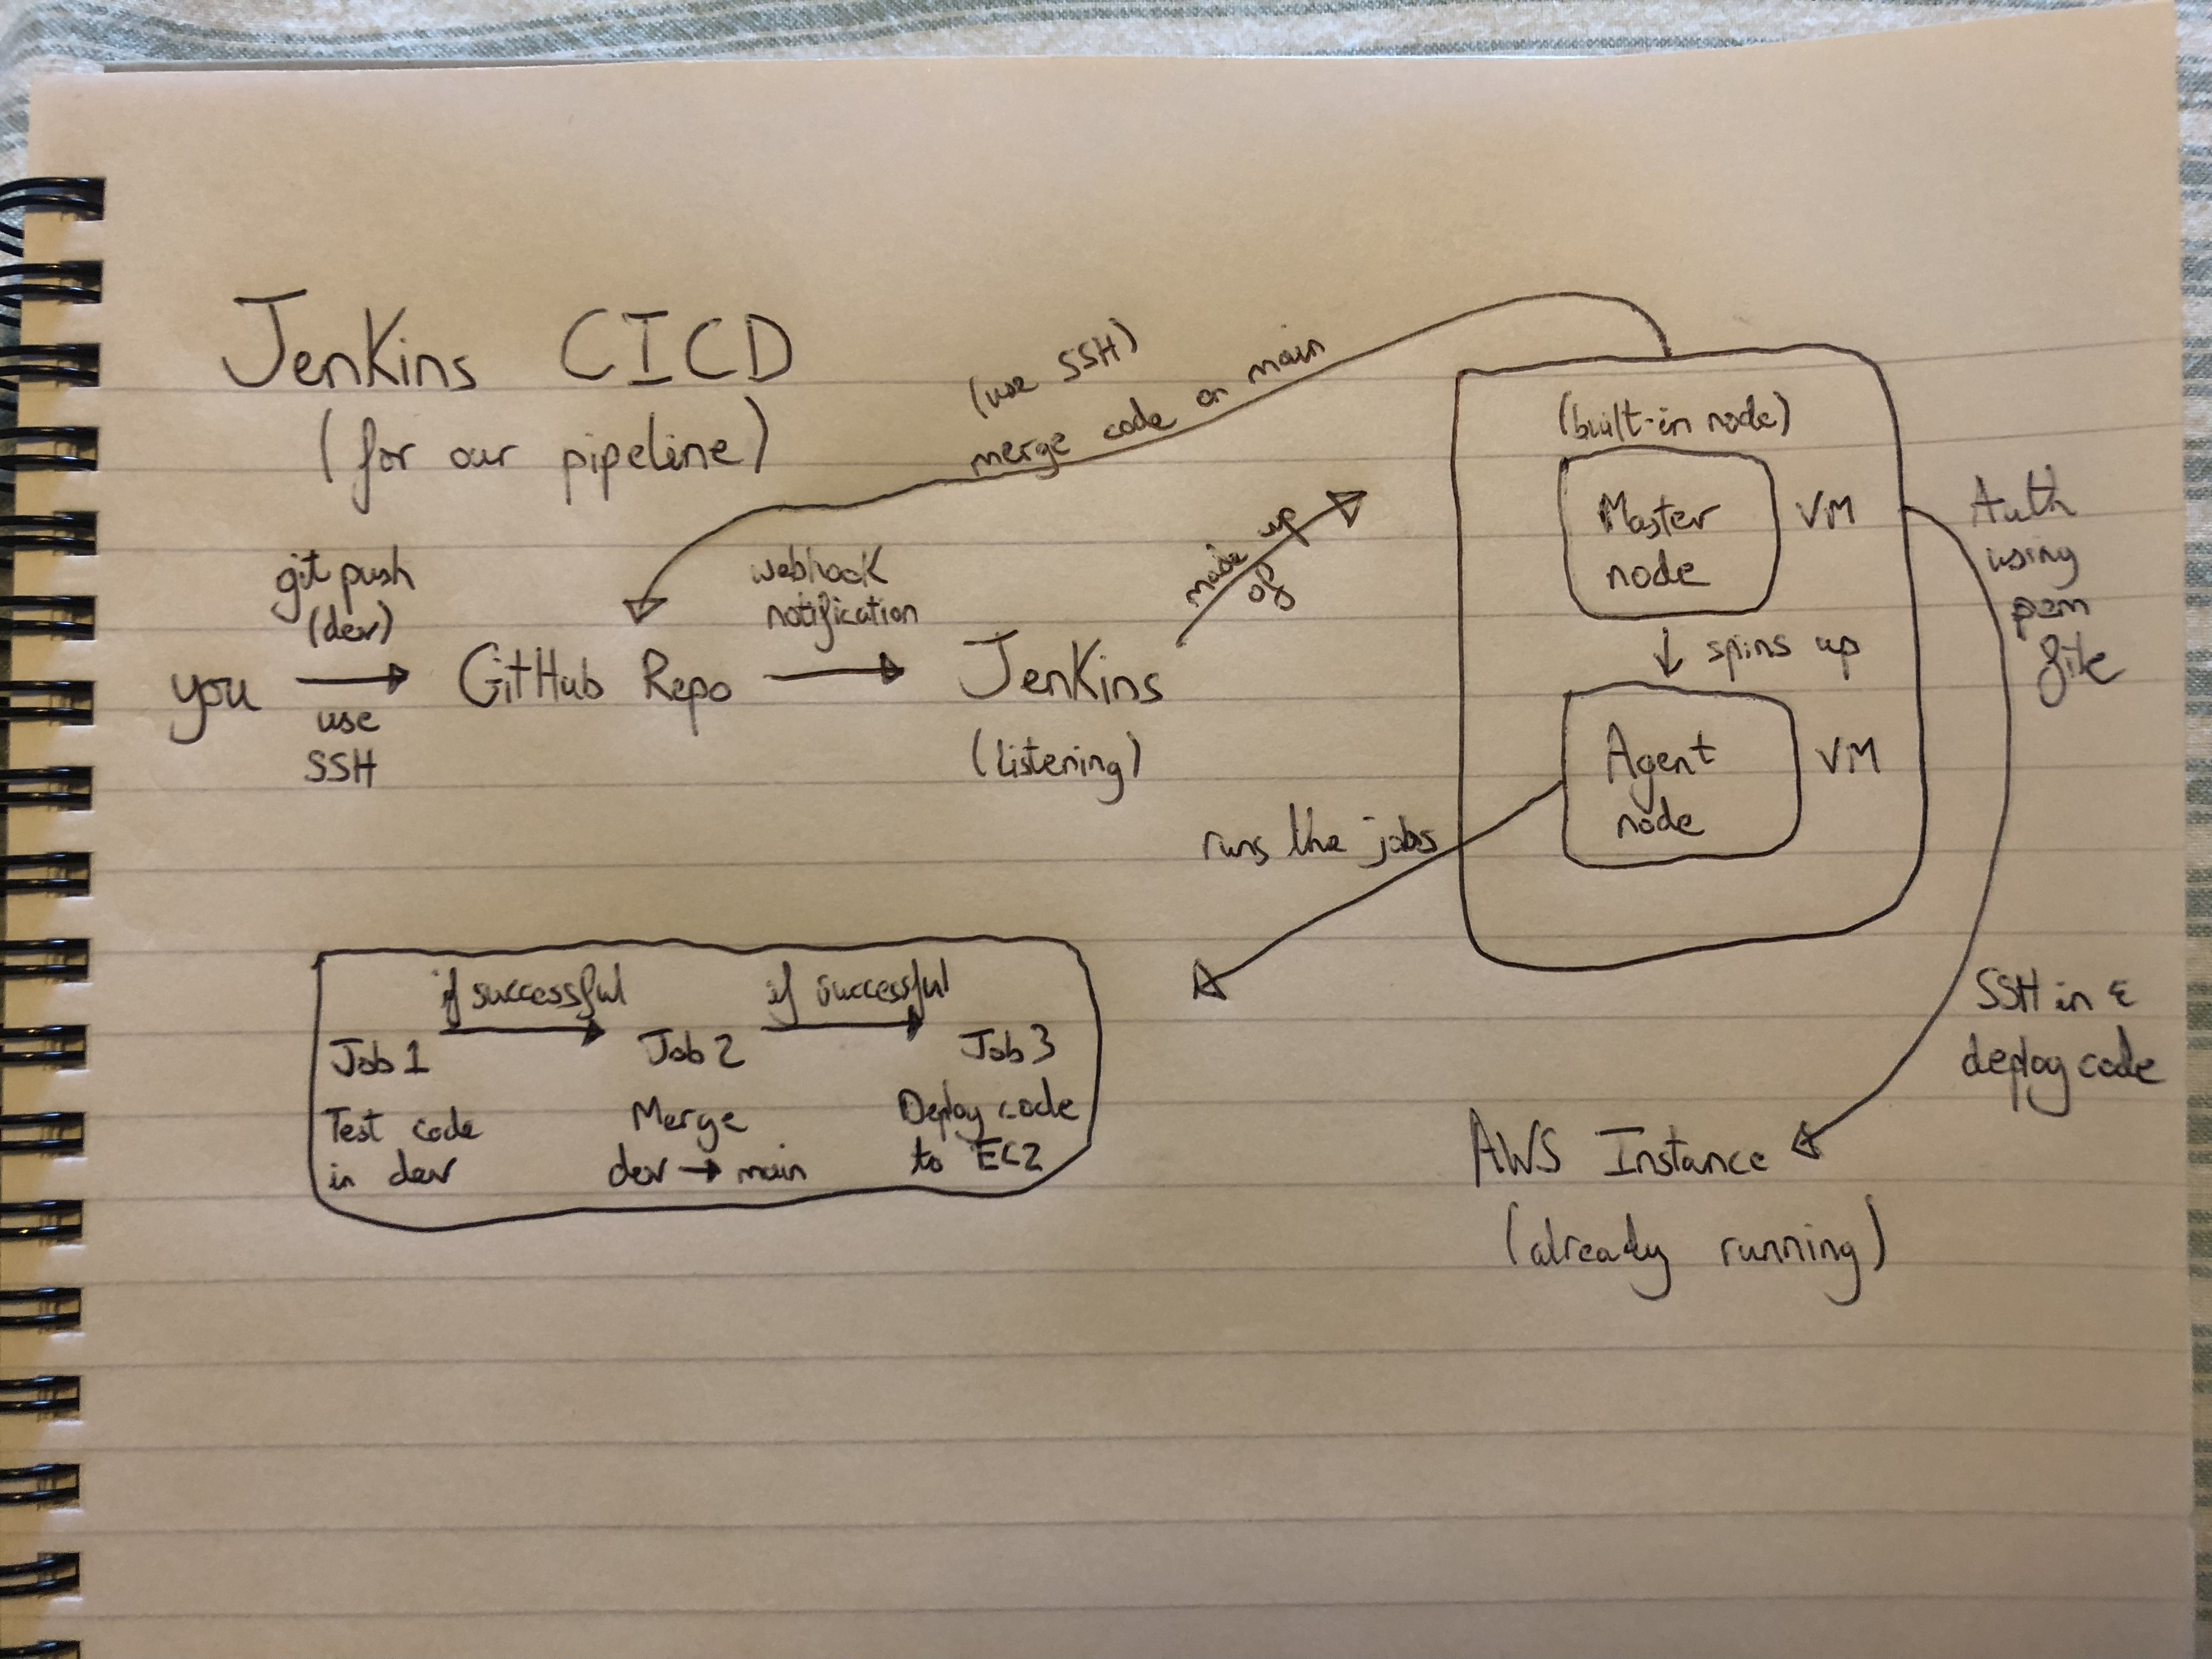 Jenkins CICD
(for our pipeline)
(use SSH)
merge code on main
git push
(dev)
you
use
SSH
GitHub Repo
webhook
notification
Jenkins
(listening)
made up
of
(built-in node)
Master
node
VM
spins up
Agent
node
VM
Auth
using
pem
file
runs the jobs
if successful
if successful
Job 1
Job 2
Job 3
Test code
in dev
Merge
dev → main
Deploy code
to EC2
SSH in &
deploy code
AWS Instance
(already running)